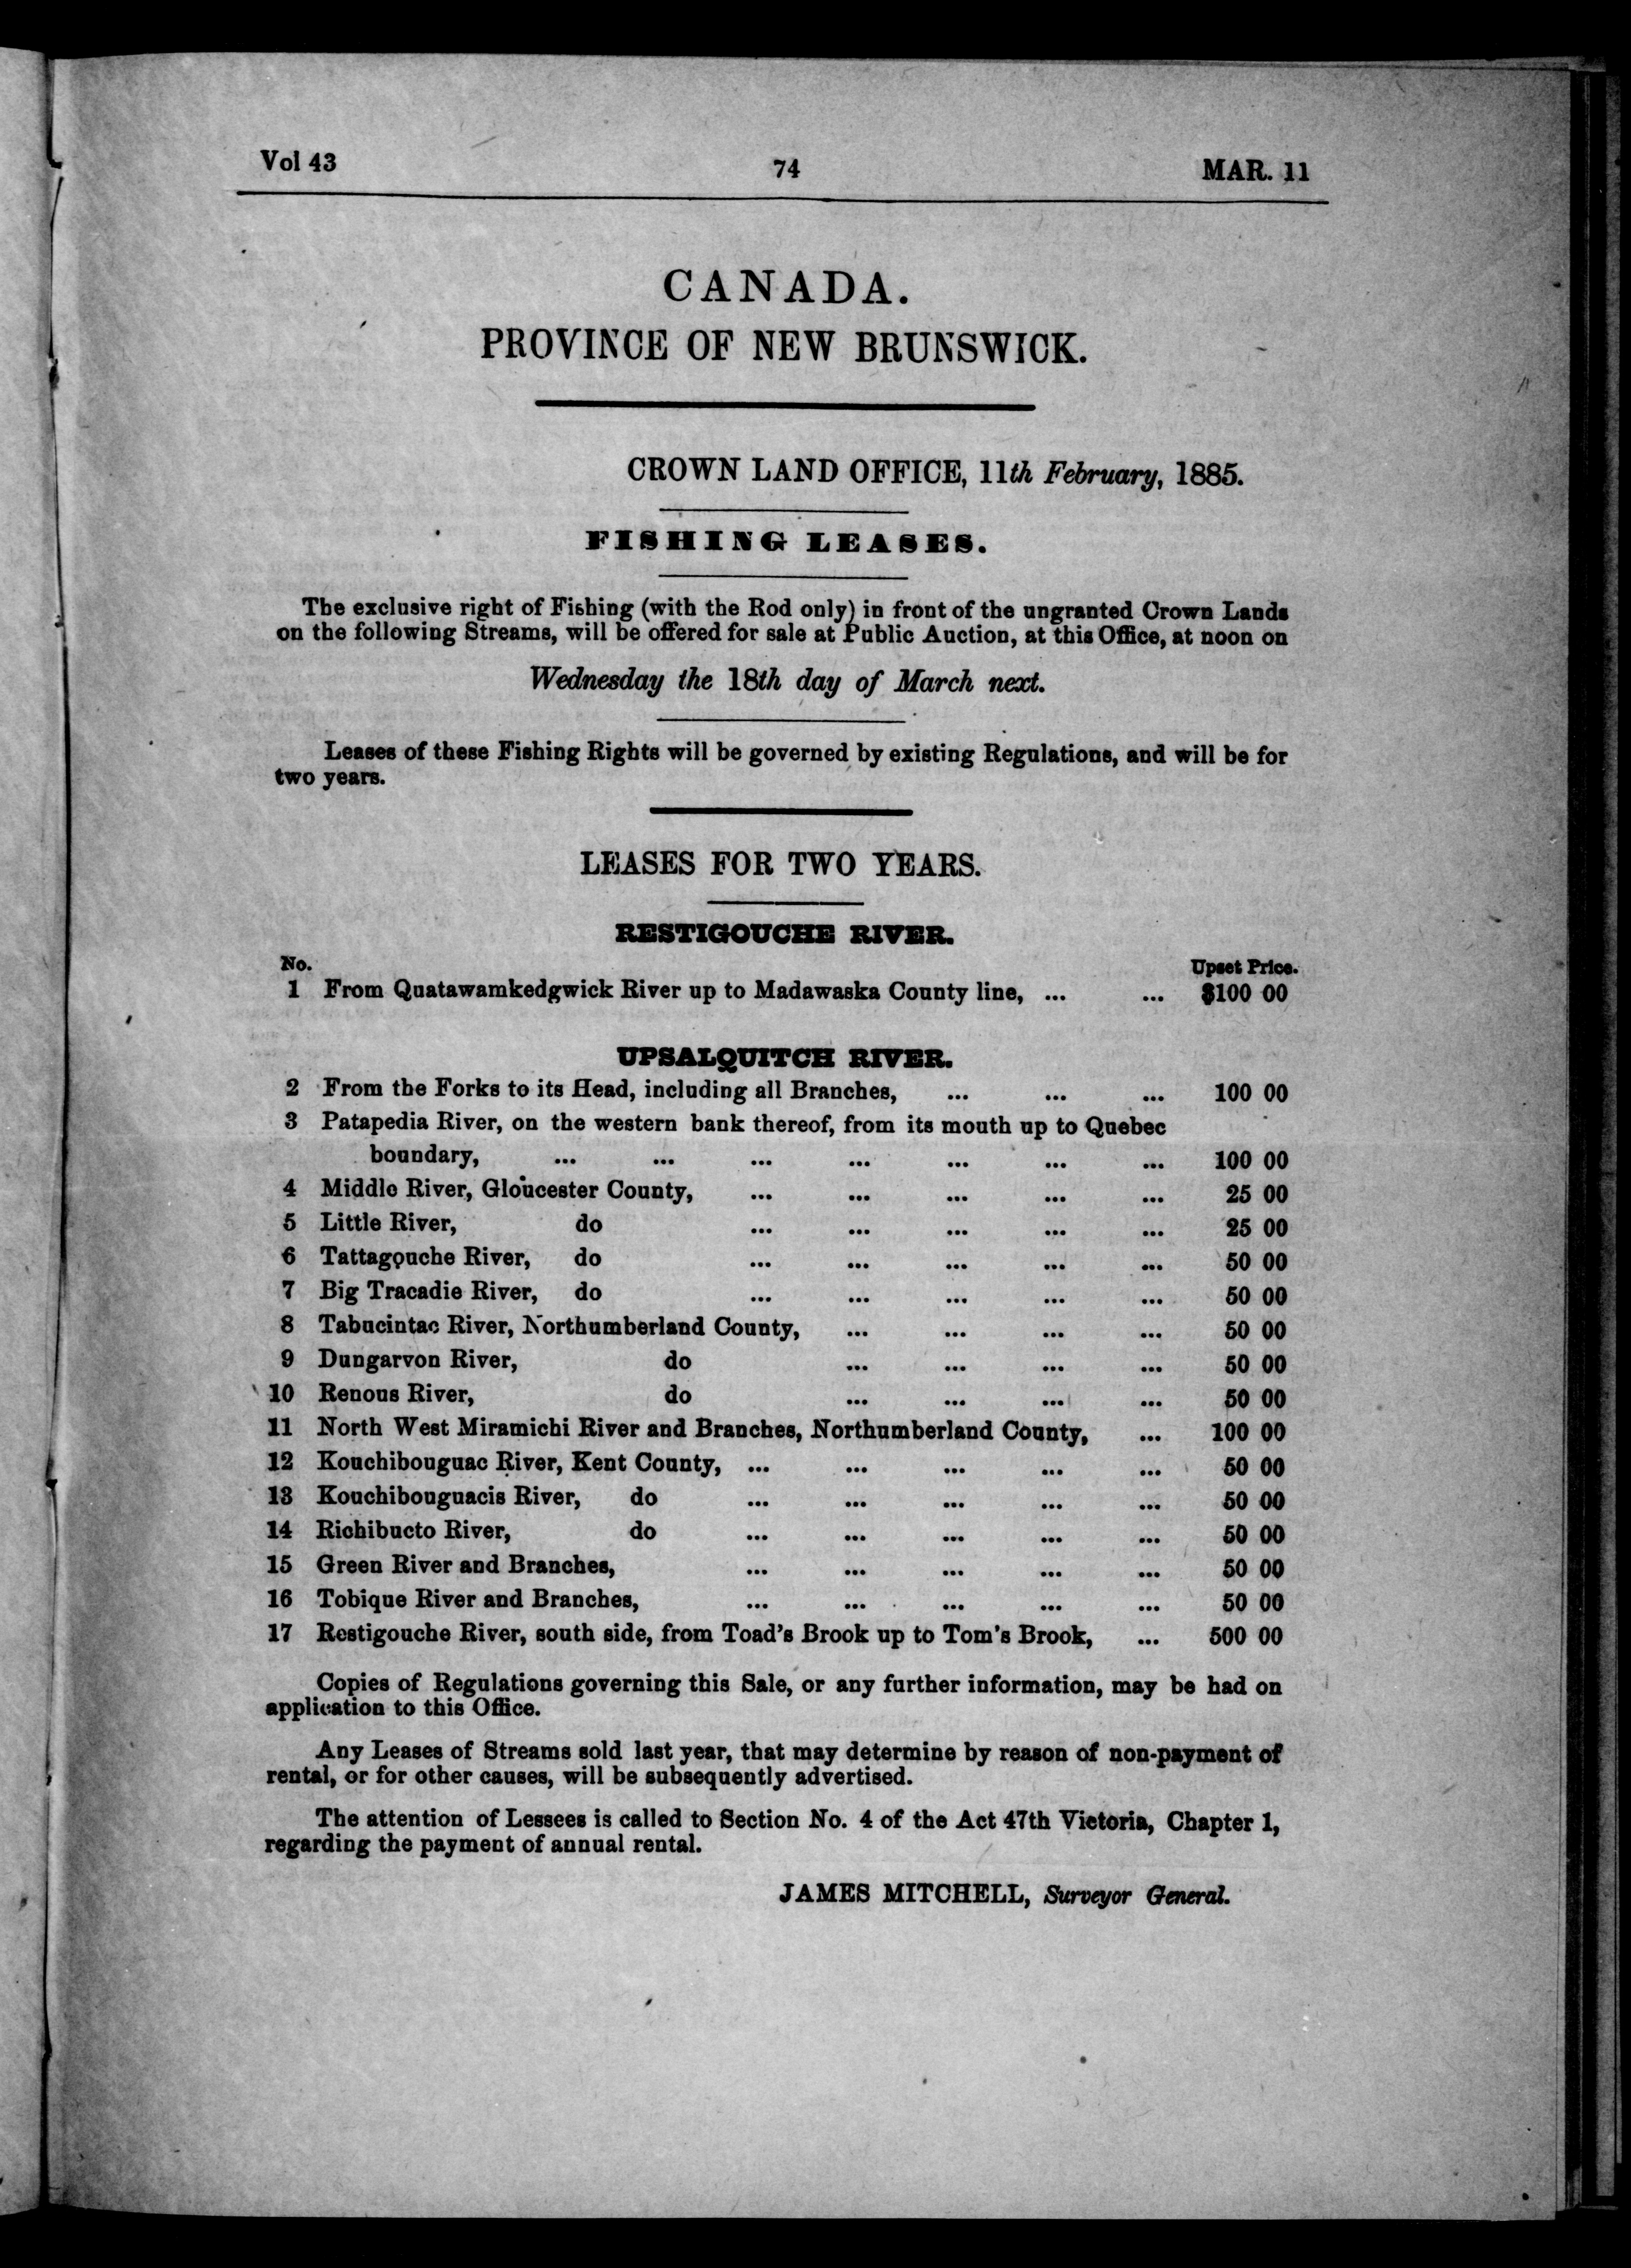 Vol 43 74 MAR. 11
CANADA.
PROVINCE OF NEW BRUNSWICK.
CROWN LAND OFFICE, 11th February, 1885.
FISHING LEASES.
The exclusive right of Fishing (with the Rod only) in front of the ungranted Crown Lands
on the following Streams, will be offered for sale at Public Auction, at this Office, at noon on
Wednesday the 18th day of March next.
Leases of these Fishing Rights will be governed by existing Regulations, and will be for
two years.
LEASES FOR TWO YEARS.
RESTIGOUCHE RIVER.
No. Upset Price.
1 From Quatawamkedgwick River up to Madawaska County line, ... ... $100 00
UPSALQUITCH RIVER.
2 From the Forks to its Head, including all Branches, ... ... ... 100 00
3 Patapedia River, on the western bank thereof, from its mouth up to Quebec
boundary, ... ... ... ... ... ... ... 100 00
4 Middle River, Gloucester County, ... ... ... ... ... 25 00
5 Little River, do ... ... ... ... ... 25 00
6 Tattagouche River, do ... ... ... ... ... 50 00
7 Big Tracadie River, do ... ... ... ... ... 50 00
8 Tabucintac River, Northumberland County, ... ... ... ... 50 00
9 Dungarvon River, do ... ... ... ... 50 00
10 Renous River, do ... ... ... ... 50 00
11 North West Miramichi River and Branches, Northumberland County, ... 100 00
12 Kouchibouguac River, Kent County, ... ... ... ... ... 50 00
13 Kouchibouguacis River, do ... ... ... ... ... 50 00
14 Richibucto River, do ... ... ... ... ... 50 00
15 Green River and Branches, ... ... ... ... ... 50 00
16 Tobique River and Branches, ... ... ... ... ... 50 00
17 Restigouche River, south side, from Toad's Brook up to Tom's Brook, ... 500 00
Copies of Regulations governing this Sale, or any further information, may be had on
application to this Office.
Any Leases of Streams sold last year, that may determine by reason of non-payment of
rental, or for other causes, will be subsequently advertised.
The attention of Lessees is called to Section No. 4 of the Act 47th Victoria, Chapter 1,
regarding the payment of annual rental.
JAMES MITCHELL, Surveyor General.